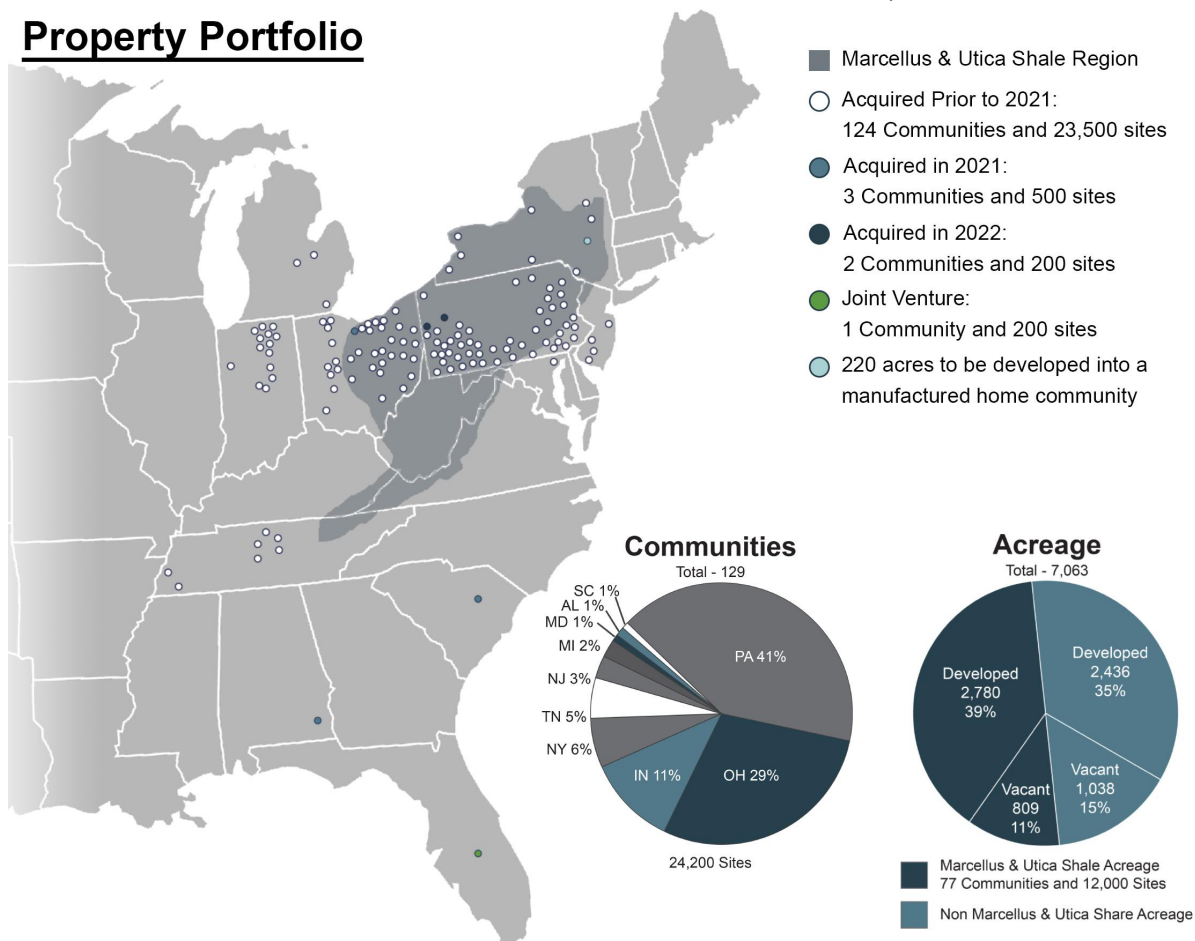 Property Portfolio
Marcellus & Utica Shale Region
Acquired Prior to 2021:
124 Communities and 23,500 sites
Acquired in 2021:
3 Communities and 500 sites
Acquired in 2022:
2 Communities and 200 sites
Joint Venture:
1 Community and 200 sites
220 acres to be developed into a
manufactured home community
Communities
Total - 129
SC 1%
AL 1%
MD 1%
MI 2%
NJ 3%
TN 5%
NY 6%
IN 11%
OH 29%
PA 41%
24,200 Sites
Acreage
Total - 7,063
Developed
2,780
39%
Developed
2,436
35%
Vacant
809
11%
Vacant
1,038
15%
Marcellus & Utica Shale Acreage
77 Communities and 12,000 Sites
Non Marcellus & Utica Share Acreage